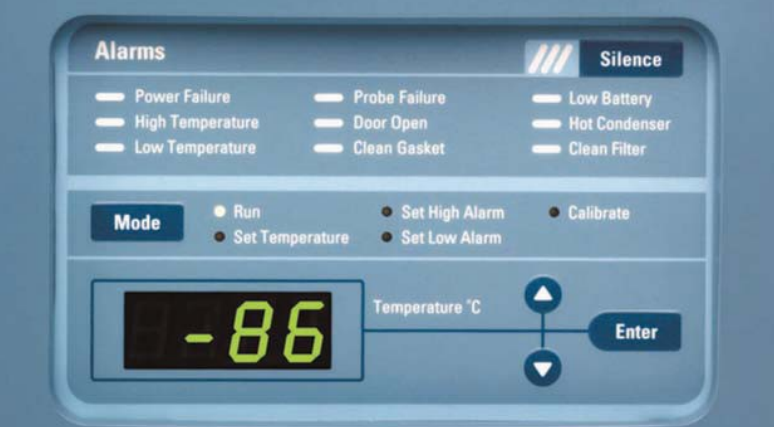 Alarms
Silence
Power Failure Probe Failure Low Battery
High Temperature Door Open Hot Condenser
Low Temperature Clean Gasket Clean Filter
Mode
Run Set High Alarm Calibrate
Set Temperature Set Low Alarm
-86
Temperature °C
Enter